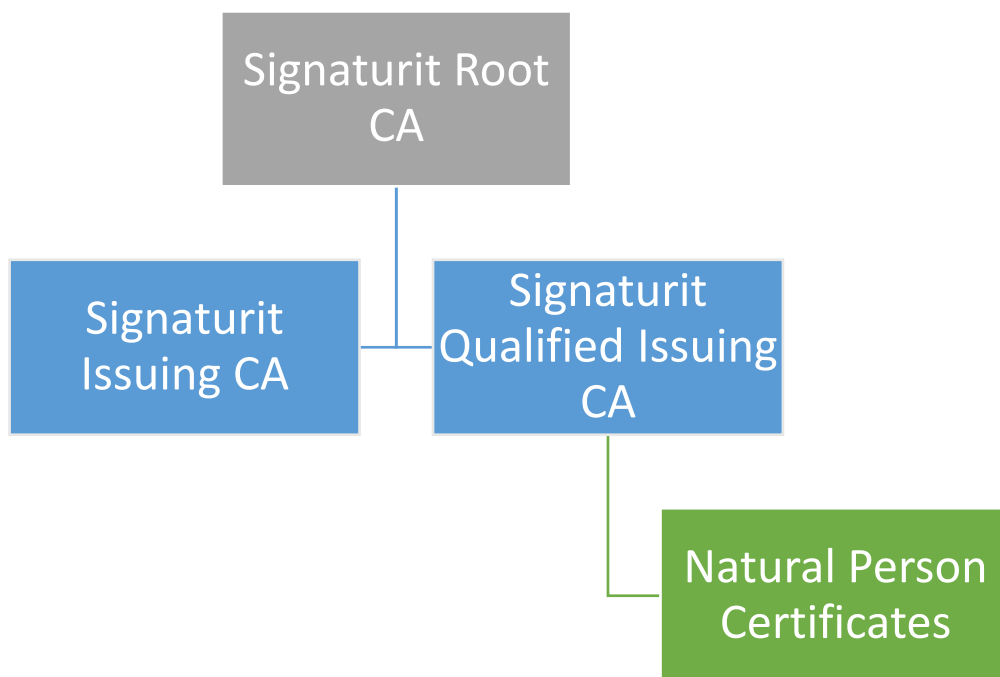 Signaturit Root
CA
Signaturit
Issuing CA
Signaturit
Qualified Issuing
CA
Natural Person
Certificates